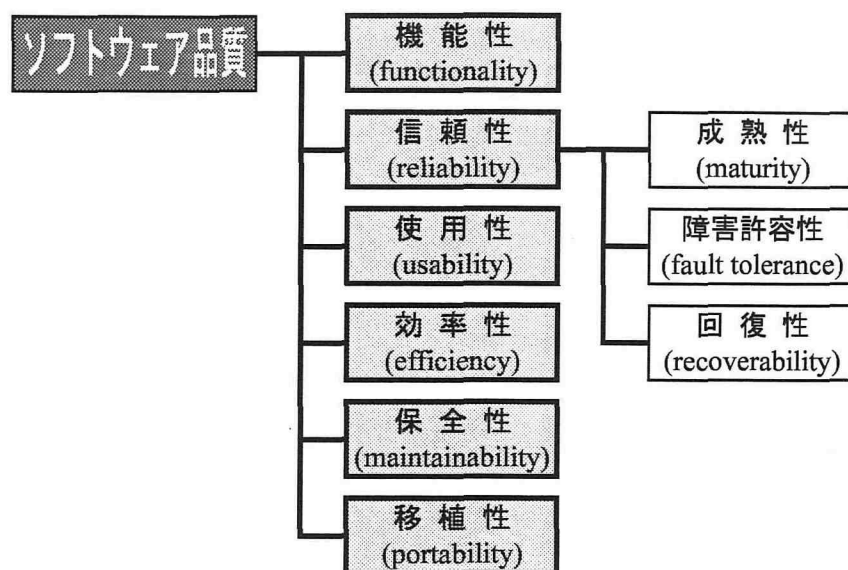 ソフトウェア品質
機能性
(functionality)
信頼性
(reliability)
使用性
(usability)
効率性
(efficiency)
保全性
(maintainability)
移植性
(portability)
成熟性
(maturity)
障害許容性
(fault tolerance)
回復性
(recoverability)